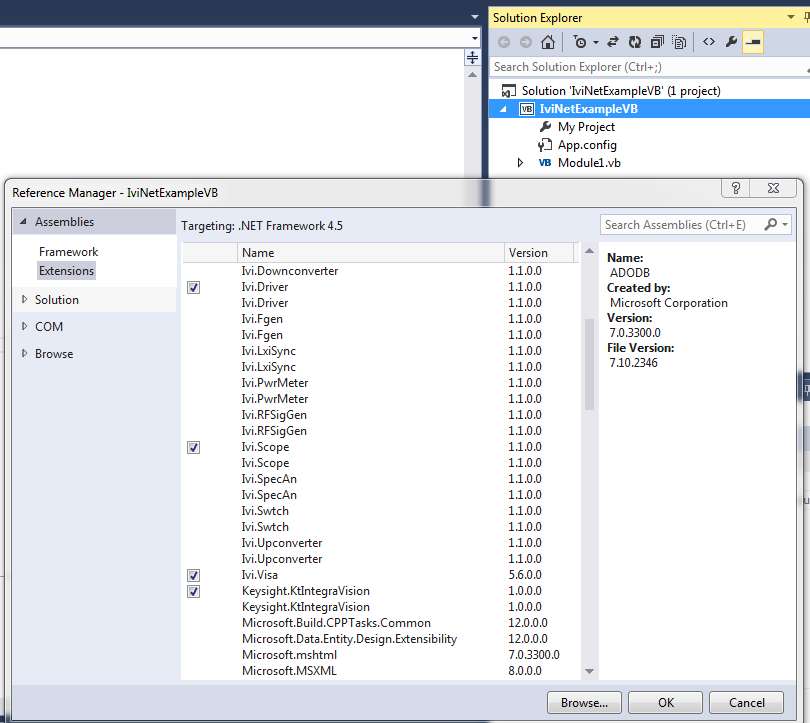 Solution Explorer
Search Solution Explorer (Ctrl+;)
Solution 'IviNetExampleVB' (1 project)
VB IviNetExampleVB
My Project
App.config
VB Module1.vb
Reference Manager - IviNetExampleVB
Assemblies
Framework
Extensions
Solution
COM
Browse
Targeting: .NET Framework 4.5
Search Assemblies (Ctrl+E)
Name Version
Ivi.Downconverter 1.1.0.0
Ivi.Driver 1.1.0.0
Ivi.Driver 1.1.0.0
Ivi.Fgen 1.1.0.0
Ivi.Fgen 1.1.0.0
Ivi.LxiSync 1.1.0.0
Ivi.LxiSync 1.1.0.0
Ivi.PwrMeter 1.1.0.0
Ivi.PwrMeter 1.1.0.0
Ivi.RFSigGen 1.1.0.0
Ivi.RFSigGen 1.1.0.0
Ivi.Scope 1.1.0.0
Ivi.Scope 1.1.0.0
Ivi.SpecAn 1.1.0.0
Ivi.SpecAn 1.1.0.0
Ivi.Swtch 1.1.0.0
Ivi.Swtch 1.1.0.0
Ivi.Upconverter 1.1.0.0
Ivi.Upconverter 1.1.0.0
Ivi.Visa 5.6.0.0
Keysight.KtIntegraVision 1.0.0.0
Keysight.KtIntegraVision 1.0.0.0
Microsoft.Build.CPPTasks.Common 12.0.0.0
Microsoft.Data.Entity.Design.Extensibility 12.0.0.0
Microsoft.mshtml 7.0.3300.0
Microsoft.MSXML 8.0.0.0
Name:
ADODB
Created by:
Microsoft Corporation
Version:
7.0.3300.0
File Version:
7.10.2346
Browse...
OK
Cancel